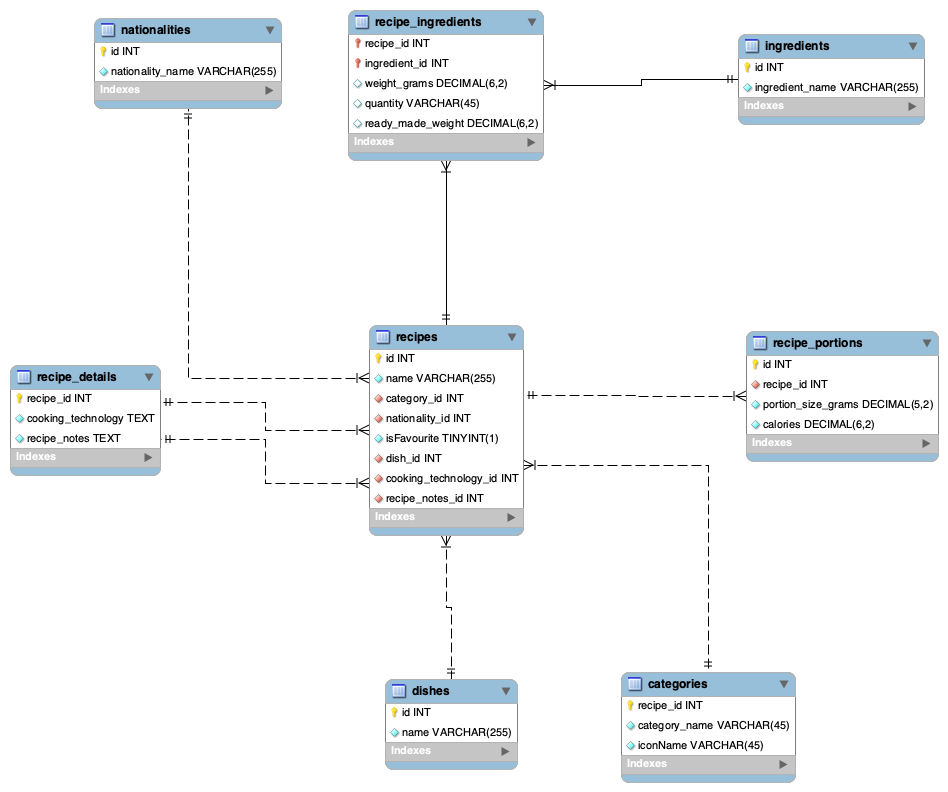 nationalities
id INT
nationality_name VARCHAR(255)
Indexes
recipe_ingredients
recipe_id INT
ingredient_id INT
weight_grams DECIMAL(6,2)
quantity VARCHAR(45)
ready_made_weight DECIMAL(6,2)
Indexes
ingredients
id INT
ingredient_name VARCHAR(255)
Indexes
recipe_details
recipe_id INT
cooking_technology TEXT
recipe_notes TEXT
Indexes
recipes
id INT
name VARCHAR(255)
category_id INT
nationality_id INT
isFavourite TINYINT(1)
dish_id INT
cooking_technology_id INT
recipe_notes_id INT
Indexes
recipe_portions
id INT
recipe_id INT
portion_size_grams DECIMAL(5,2)
calories DECIMAL(6,2)
Indexes
dishes
id INT
name VARCHAR(255)
Indexes
categories
recipe_id INT
category_name VARCHAR(45)
iconName VARCHAR(45)
Indexes